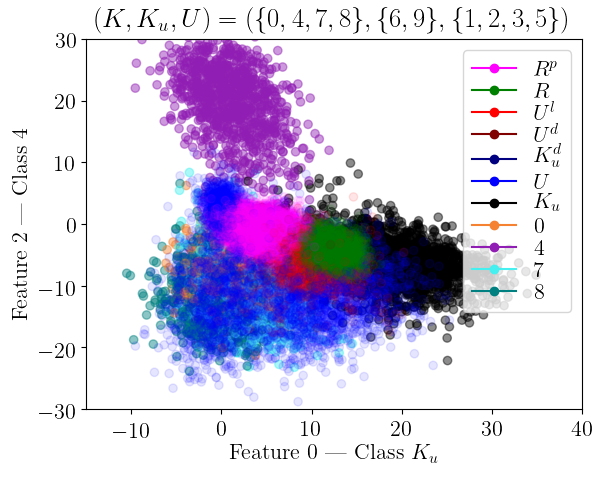 (K, K_u, U) = ({0, 4, 7, 8}, {6, 9}, {1, 2, 3, 5})
Feature 2 — Class 4
30
20
10
0
−10
−20
−30
R^p
R
U^l
U^d
K_u^d
U
K_u
0
4
7
8
−10 0 10 20 30 40
Feature 0 — Class K_u